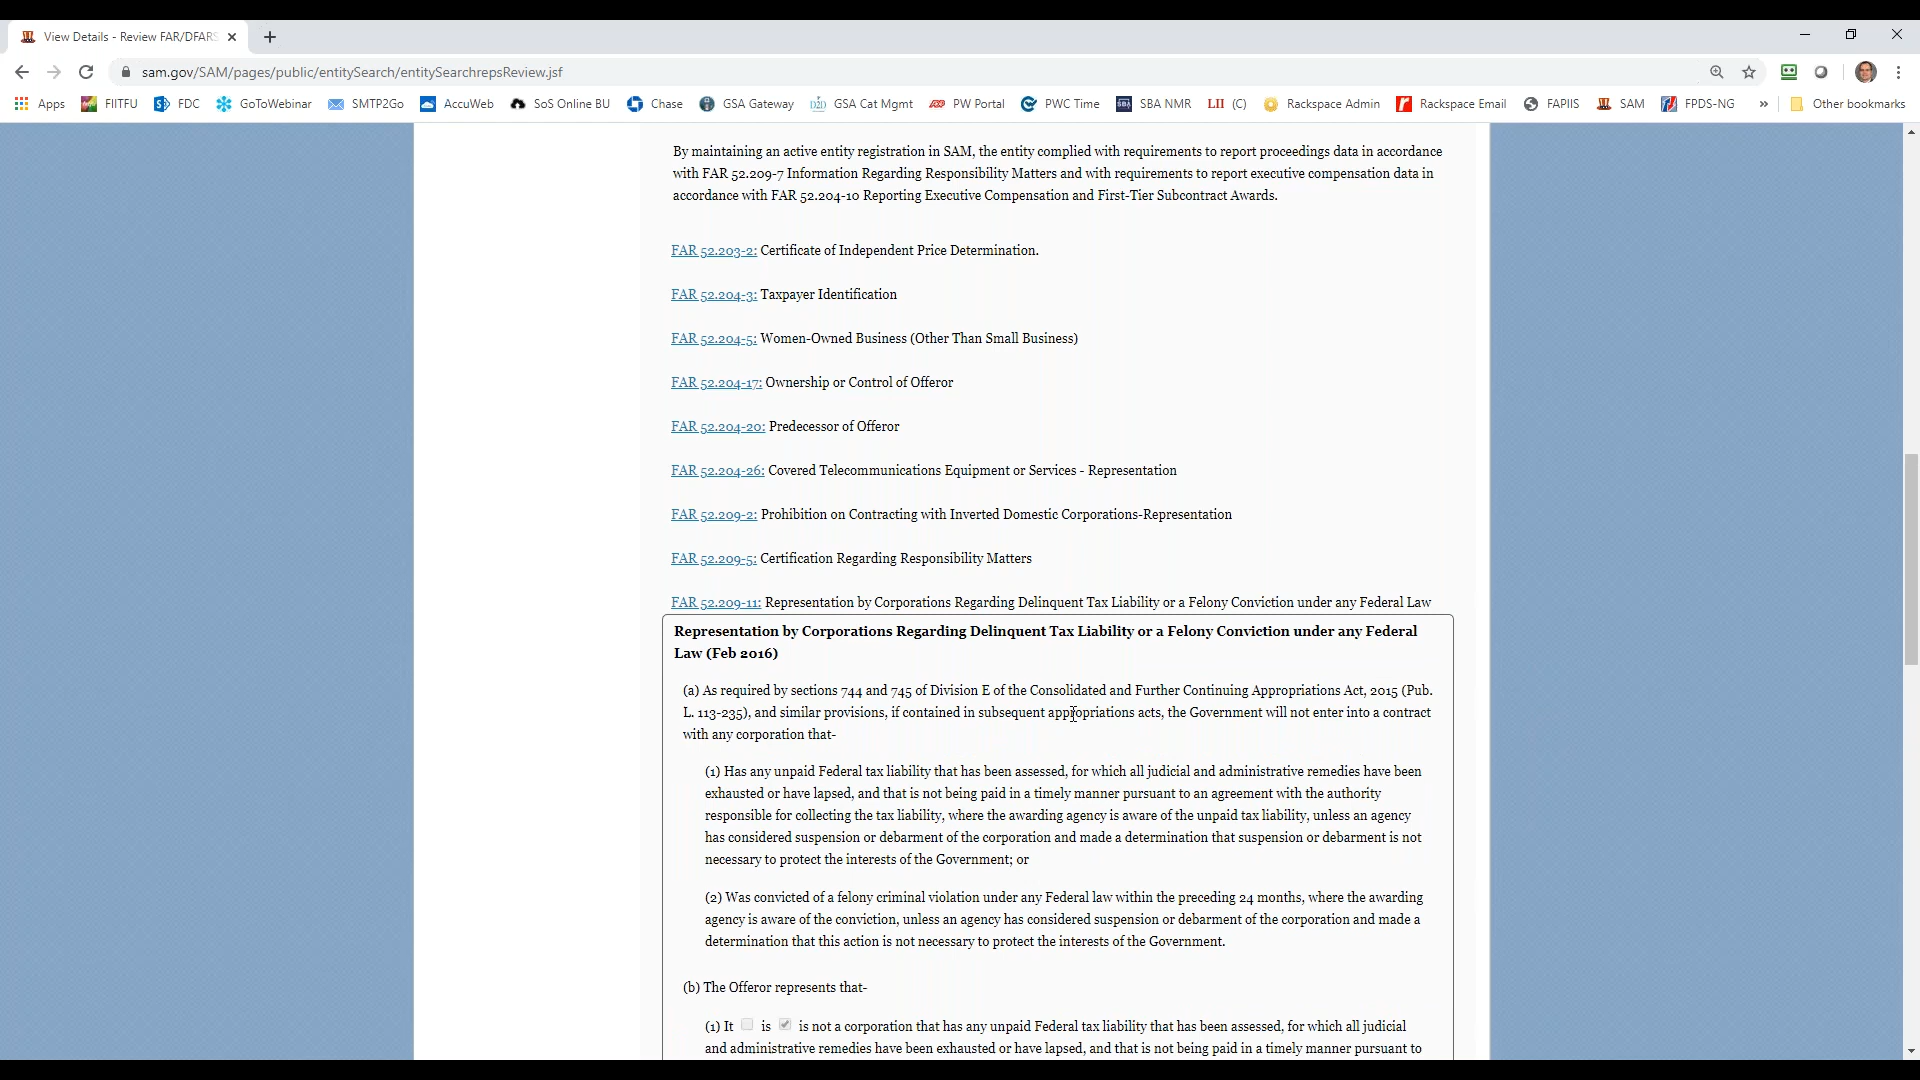 View Details - Review FAR/DFARS
sam.gov/SAM/pages/public/entitySearch/entitySearchrepsReview.jsf
Apps FIITFU FDC GoToWebinar SMTP2Go AccuWeb SoS Online BU Chase GSA Gateway GSA Cat Mgmt PW Portal PWC Time SBA NMR LII (C) Rackspace Admin Rackspace Email FAPIIS SAM FPDS-NG » Other bookmarks
By maintaining an active entity registration in SAM, the entity complied with requirements to report proceedings data in accordance
with FAR 52.209-7 Information Regarding Responsibility Matters and with requirements to report executive compensation data in
accordance with FAR 52.204-10 Reporting Executive Compensation and First-Tier Subcontract Awards.
FAR 52.203-2: Certificate of Independent Price Determination.
FAR 52.204-3: Taxpayer Identification
FAR 52.204-5: Women-Owned Business (Other Than Small Business)
FAR 52.204-17: Ownership or Control of Offeror
FAR 52.204-20: Predecessor of Offeror
FAR 52.204-26: Covered Telecommunications Equipment or Services - Representation
FAR 52.209-2: Prohibition on Contracting with Inverted Domestic Corporations-Representation
FAR 52.209-5: Certification Regarding Responsibility Matters
FAR 52.209-11: Representation by Corporations Regarding Delinquent Tax Liability or a Felony Conviction under any Federal Law
Representation by Corporations Regarding Delinquent Tax Liability or a Felony Conviction under any Federal
Law (Feb 2016)
(a) As required by sections 744 and 745 of Division E of the Consolidated and Further Continuing Appropriations Act, 2015 (Pub.
L. 113-235), and similar provisions, if contained in subsequent appropriations acts, the Government will not enter into a contract
with any corporation that-
(1) Has any unpaid Federal tax liability that has been assessed, for which all judicial and administrative remedies have been
exhausted or have lapsed, and that is not being paid in a timely manner pursuant to an agreement with the authority
responsible for collecting the tax liability, where the awarding agency is aware of the unpaid tax liability, unless an agency
has considered suspension or debarment of the corporation and made a determination that suspension or debarment is not
necessary to protect the interests of the Government; or
(2) Was convicted of a felony criminal violation under any Federal law within the preceding 24 months, where the awarding
agency is aware of the conviction, unless an agency has considered suspension or debarment of the corporation and made a
determination that this action is not necessary to protect the interests of the Government.
(b) The Offeror represents that-
(1) It is is not a corporation that has any unpaid Federal tax liability that has been assessed, for which all judicial
and administrative remedies have been exhausted or have lapsed, and that is not being paid in a timely manner pursuant to